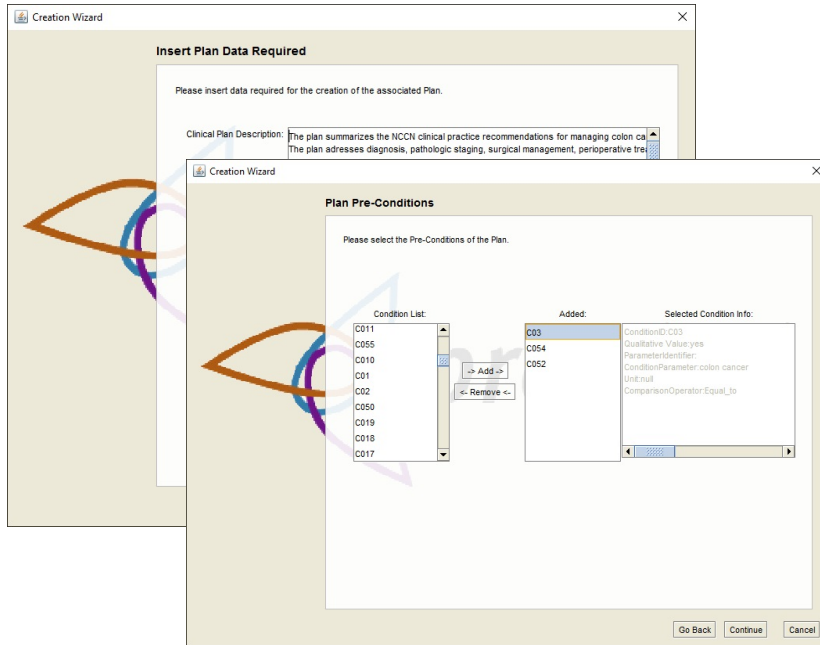 Creation Wizard
Insert Plan Data Required
Please insert data required for the creation of the associated Plan.
Clinical Plan Description:
The plan summarizes the NCCN clinical practice recommendations for managing colon ca
The plan adresses diagnosis, pathologic staging, surgical management, perioperative trea
Creation Wizard
Plan Pre-Conditions
Please select the Pre-Conditions of the Plan.
Condition List:
C011
C055
C010
C01
C02
C050
C019
C018
C017
-> Add ->
<- Remove <-
Added:
C03
C054
C052
Selected Condition Info:
ConditionID:C03
Qualitative Value:yes
ParameterIdentifier:
ConditionParameter:colon cancer
Unit:null
ComparisonOperator:Equal_to
Go Back
Continue
Cancel